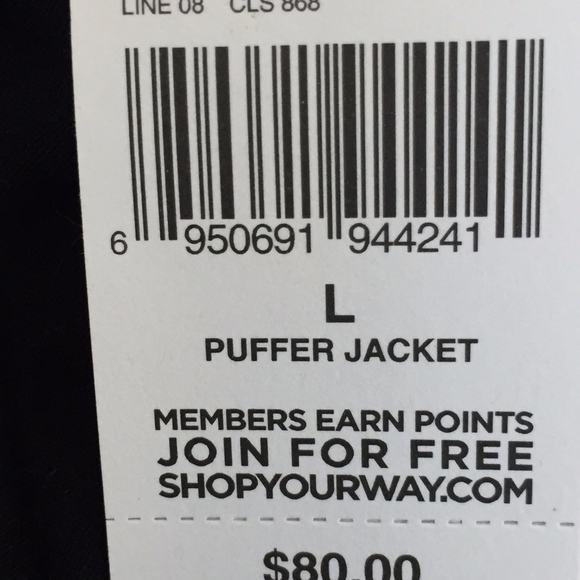 LINE 08 CLS 868
6 950691 944241
L
PUFFER JACKET
MEMBERS EARN POINTS
JOIN FOR FREE
SHOPYOURWAY.COM
$80.00